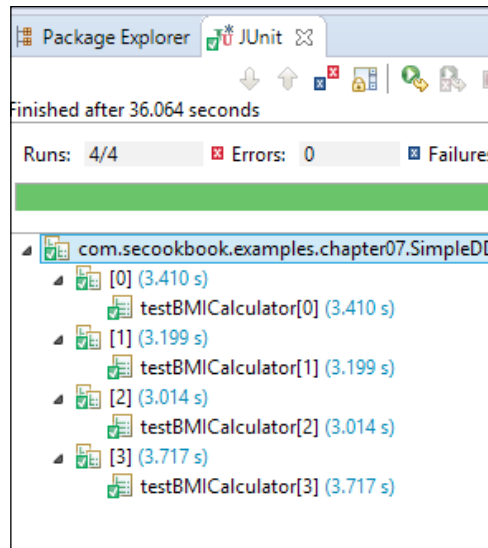 Package Explorer JUnit
Finished after 36.064 seconds
Runs: 4/4 Errors: 0 Failures
com.secookbook.examples.chapter07.SimpleDD
[0] (3.410 s)
testBMICalculator[0] (3.410 s)
[1] (3.199 s)
testBMICalculator[1] (3.199 s)
[2] (3.014 s)
testBMICalculator[2] (3.014 s)
[3] (3.717 s)
testBMICalculator[3] (3.717 s)